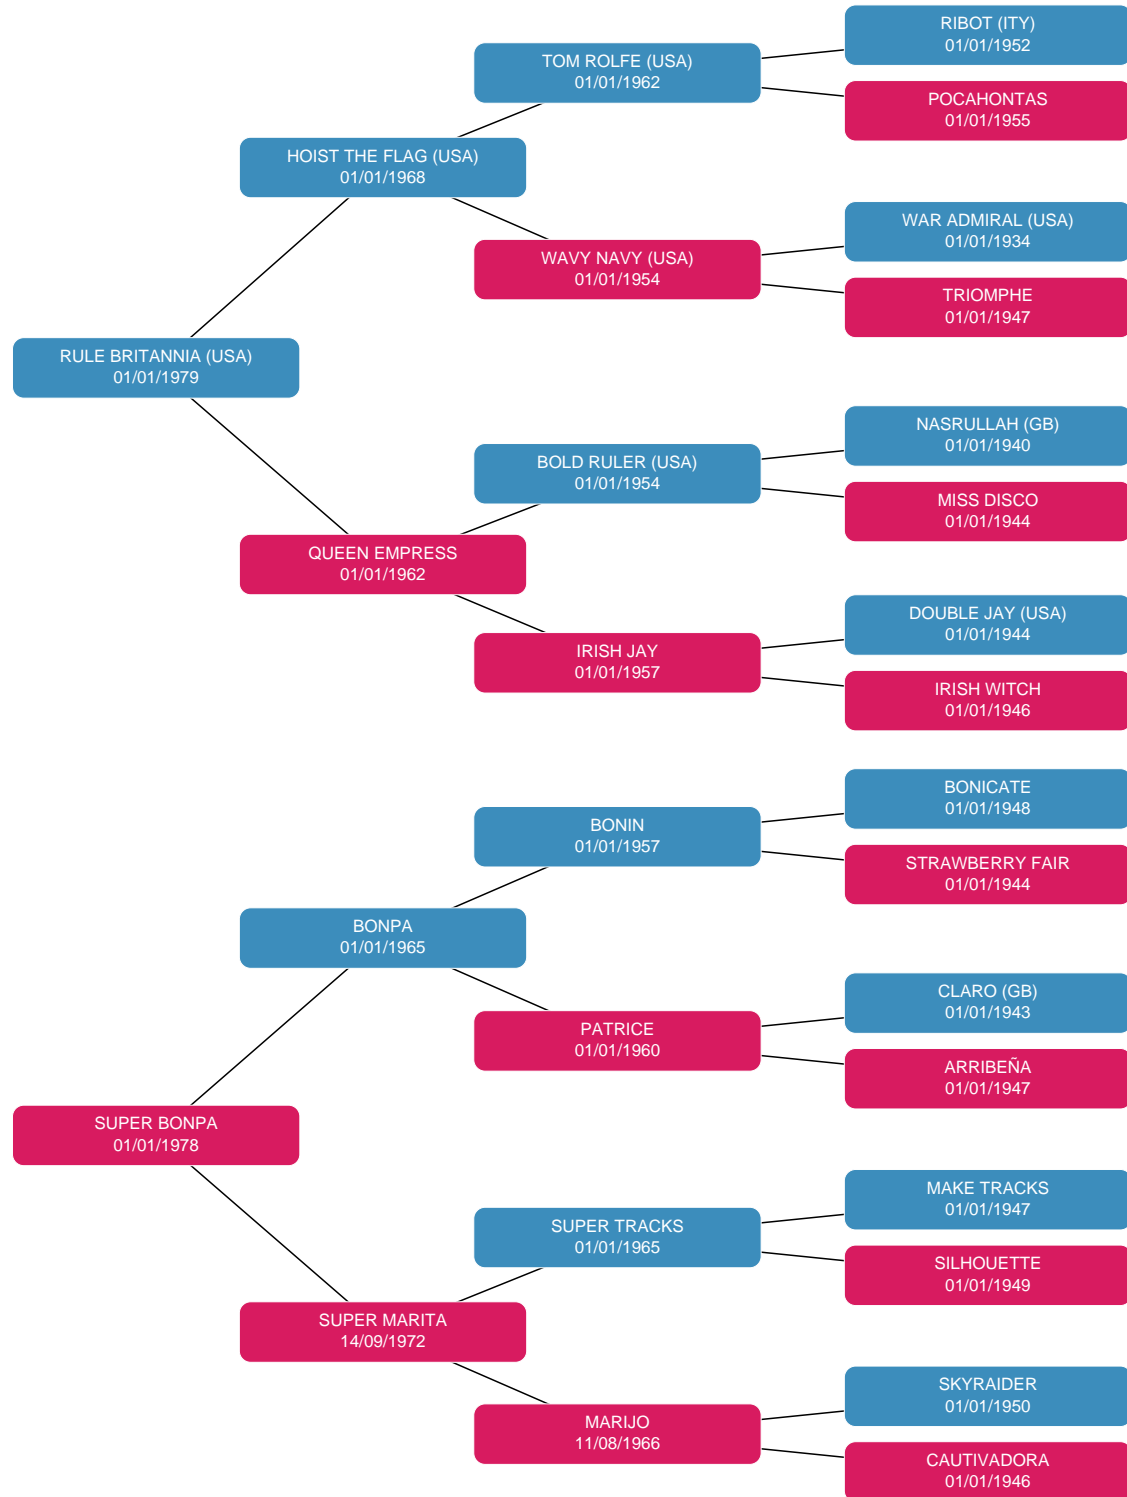 RIBOT (ITY)
01/01/1952
TOM ROLFE (USA)
01/01/1962
POCAHONTAS
01/01/1955
HOIST THE FLAG (USA)
01/01/1968
WAR ADMIRAL (USA)
01/01/1934
WAVY NAVY (USA)
01/01/1954
TRIOMPHE
01/01/1947
RULE BRITANNIA (USA)
01/01/1979
NASRULLAH (GB)
01/01/1940
BOLD RULER (USA)
01/01/1954
MISS DISCO
01/01/1944
QUEEN EMPRESS
01/01/1962
DOUBLE JAY (USA)
01/01/1944
IRISH JAY
01/01/1957
IRISH WITCH
01/01/1946
BONICATE
01/01/1948
BONIN
01/01/1957
STRAWBERRY FAIR
01/01/1944
BONPA
01/01/1965
CLARO (GB)
01/01/1943
PATRICE
01/01/1960
ARRIBEÑA
01/01/1947
SUPER BONPA
01/01/1978
MAKE TRACKS
01/01/1947
SUPER TRACKS
01/01/1965
SILHOUETTE
01/01/1949
SUPER MARITA
14/09/1972
SKYRAIDER
01/01/1950
MARIJO
11/08/1966
CAUTIVADORA
01/01/1946